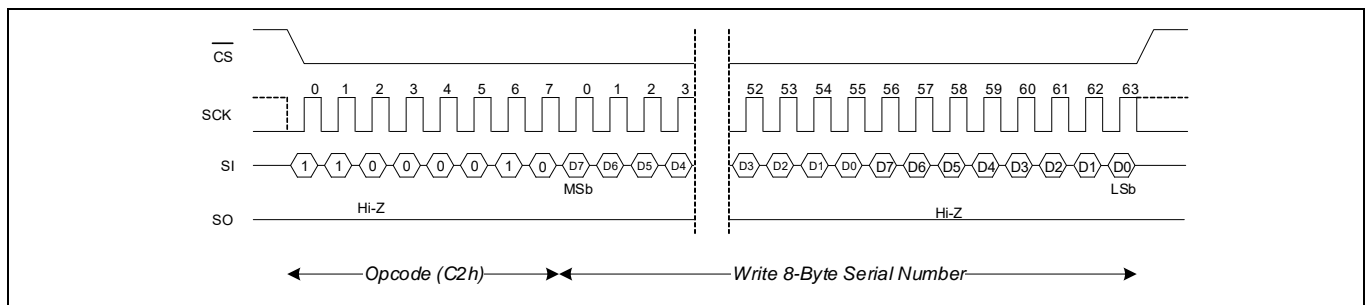 CS
0 1 2 3 4 5 6 7 0 1 2 3 52 53 54 55 56 57 58 59 60 61 62 63
SCK
SI 1 1 0 0 0 0 1 0 D7 D6 D5 D4 D3 D2 D1 D0 D7 D6 D5 D4 D3 D2 D1 D0
MSb LSb
Hi-Z Hi-Z
SO
Opcode (C2h) Write 8-Byte Serial Number